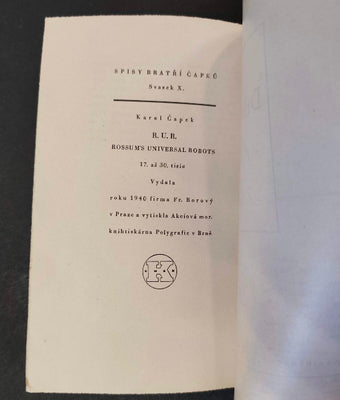 SPISY BRATŘÍ ČAPKŮ
Svazek X.
Karel Čapek
R. U. R.
ROSSUM'S UNIVERSAL ROBOTS
17. až 30. tisíc
Vydala
roku 1940 firma Fr. Borový
v Praze a vytiskla Akciová mor.
knihtiskárna Polygrafie v Brně